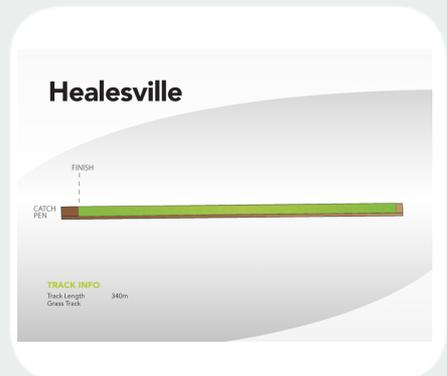 Healesville
FINISH
CATCH
PEN
TRACK INFO
Track Length 340m
Grass Track